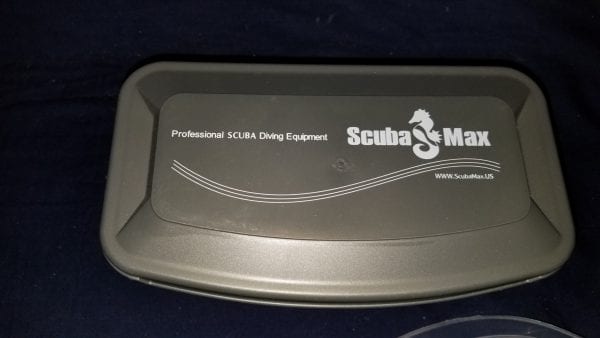 Professional SCUBA Diving Equipment
Scuba Max
WWW.ScubaMax.US